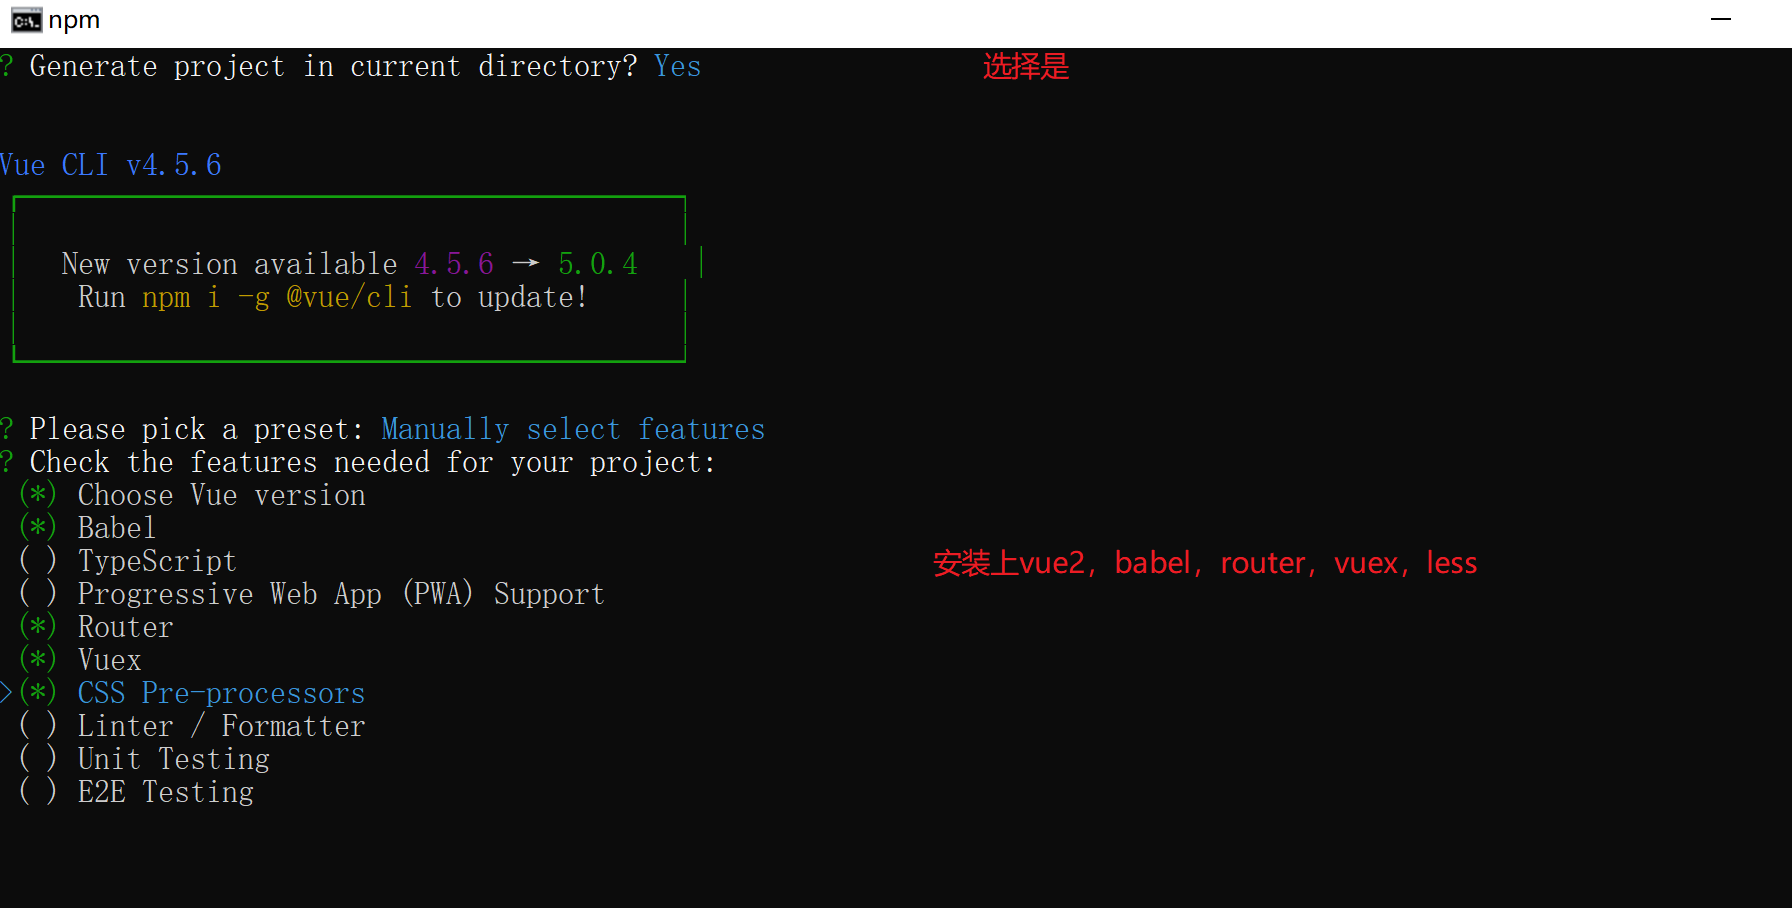 npm
? Generate project in current directory? Yes 选择是
Vue CLI v4.5.6
New version available 4.5.6 → 5.0.4
Run npm i -g @vue/cli to update!
? Please pick a preset: Manually select features
? Check the features needed for your project:
(*) Choose Vue version
(*) Babel
( ) TypeScript 安装上vue2，babel，router，vuex，less
( ) Progressive Web App (PWA) Support
(*) Router
(*) Vuex
>(*) CSS Pre-processors
( ) Linter / Formatter
( ) Unit Testing
( ) E2E Testing